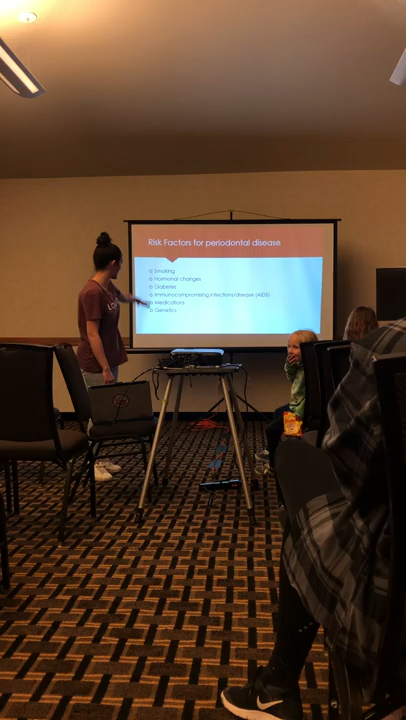 Risk Factors for periodontal disease
Smoking
Hormonal changes
Diabetes
Immunocompromising infections/disease (AIDS)
Medications
Genetics